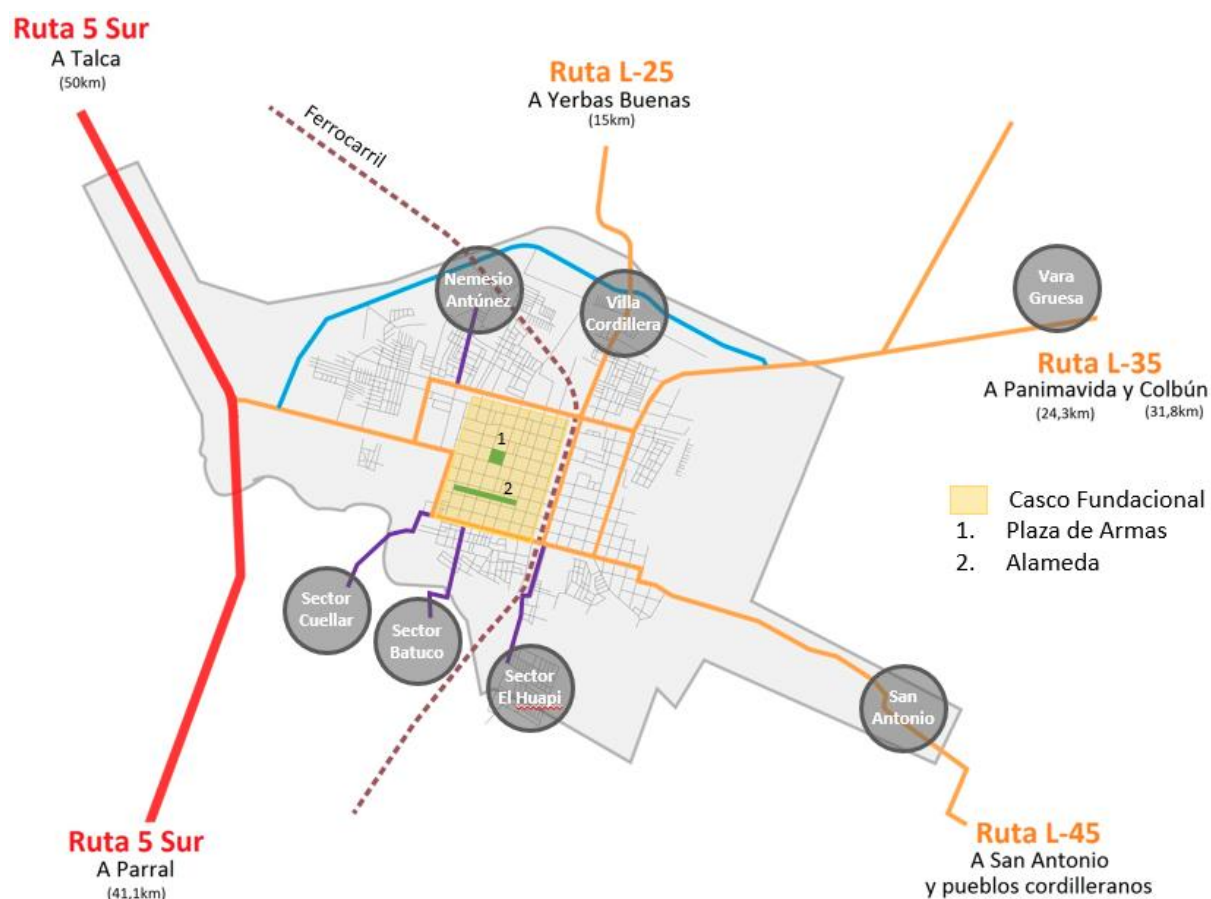 Ruta 5 Sur
A Talca
(50km)
Ferrocarril
Ruta L-25
A Yerbas Buenas
(15km)
Nemesio
Antúnez
Villa
Cordillera
Vara
Gruesa
Ruta L-35
A Panimavida y Colbún
(24,3km) (31,8km)
1
2
Casco Fundacional
1. Plaza de Armas
2. Alameda
Sector
Cuellar
Sector
Batuco
Sector
El Huapi
San
Antonio
Ruta 5 Sur
A Parral
(41,1km)
Ruta L-45
A San Antonio
y pueblos cordilleranos